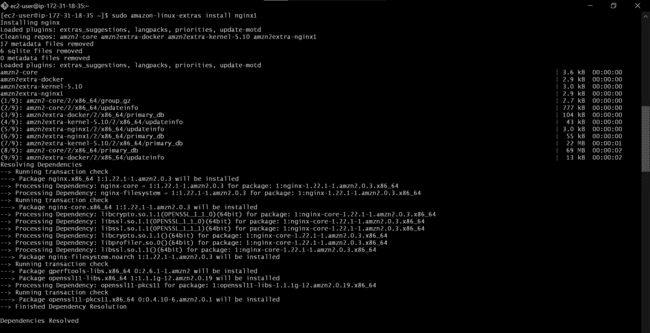 ec2-user@ip-172-31-18-35:~
[ec2-user@ip-172-31-18-35 ~]$ sudo amazon-linux-extras install nginx1
Installing nginx
Loaded plugins: extras_suggestions, langpacks, priorities, update-motd
Cleaning repos: amzn2-core amzn2extra-docker amzn2extra-kernel-5.10 amzn2extra-nginx1
17 metadata files removed
6 sqlite files removed
0 metadata files removed
Loaded plugins: extras_suggestions, langpacks, priorities, update-motd
amzn2-core | 3.6 kB 00:00:00
amzn2extra-docker | 2.9 kB 00:00:00
amzn2extra-kernel-5.10 | 3.0 kB 00:00:00
amzn2extra-nginx1 | 2.9 kB 00:00:00
(1/9): amzn2-core/2/x86_64/group_gz | 2.7 kB 00:00:00
(2/9): amzn2-core/2/x86_64/updateinfo | 777 kB 00:00:00
(3/9): amzn2extra-docker/2/x86_64/primary_db | 104 kB 00:00:00
(4/9): amzn2extra-kernel-5.10/2/x86_64/updateinfo | 43 kB 00:00:00
(5/9): amzn2extra-nginx1/2/x86_64/updateinfo | 3.0 kB 00:00:00
(6/9): amzn2extra-nginx1/2/x86_64/primary_db | 55 kB 00:00:00
(7/9): amzn2extra-kernel-5.10/2/x86_64/primary_db | 22 MB 00:00:01
(8/9): amzn2-core/2/x86_64/primary_db | 69 MB 00:00:02
(9/9): amzn2extra-docker/2/x86_64/updateinfo | 13 kB 00:00:02
Resolving Dependencies
--> Running transaction check
---> Package nginx.x86_64 1:1.22.1-1.amzn2.0.3 will be installed
--> Processing Dependency: nginx-core = 1:1.22.1-1.amzn2.0.3 for package: 1:nginx-1.22.1-1.amzn2.0.3.x86_64
--> Processing Dependency: nginx-filesystem = 1:1.22.1-1.amzn2.0.3 for package: 1:nginx-1.22.1-1.amzn2.0.3.x86_64
--> Running transaction check
---> Package nginx-core.x86_64 1:1.22.1-1.amzn2.0.3 will be installed
--> Processing Dependency: libcrypto.so.1.1(OPENSSL_1_1_0)(64bit) for package: 1:nginx-core-1.22.1-1.amzn2.0.3.x86_64
--> Processing Dependency: libssl.so.1.1(OPENSSL_1_1_0)(64bit) for package: 1:nginx-core-1.22.1-1.amzn2.0.3.x86_64
--> Processing Dependency: libssl.so.1.1(OPENSSL_1_1_1)(64bit) for package: 1:nginx-core-1.22.1-1.amzn2.0.3.x86_64
--> Processing Dependency: libcrypto.so.1.1()(64bit) for package: 1:nginx-core-1.22.1-1.amzn2.0.3.x86_64
--> Processing Dependency: libprofiler.so.0()(64bit) for package: 1:nginx-core-1.22.1-1.amzn2.0.3.x86_64
--> Processing Dependency: libssl.so.1.1()(64bit) for package: 1:nginx-core-1.22.1-1.amzn2.0.3.x86_64
---> Package nginx-filesystem.noarch 1:1.22.1-1.amzn2.0.3 will be installed
--> Running transaction check
---> Package gperftools-libs.x86_64 0:2.6.1-1.amzn2 will be installed
---> Package openssl11-libs.x86_64 1:1.1.1g-12.amzn2.0.19 will be installed
--> Processing Dependency: openssl11-pkcs11 for package: 1:openssl11-libs-1.1.1g-12.amzn2.0.19.x86_64
--> Running transaction check
---> Package openssl11-pkcs11.x86_64 0:0.4.10-6.amzn2.0.1 will be installed
--> Finished Dependency Resolution
Dependencies Resolved